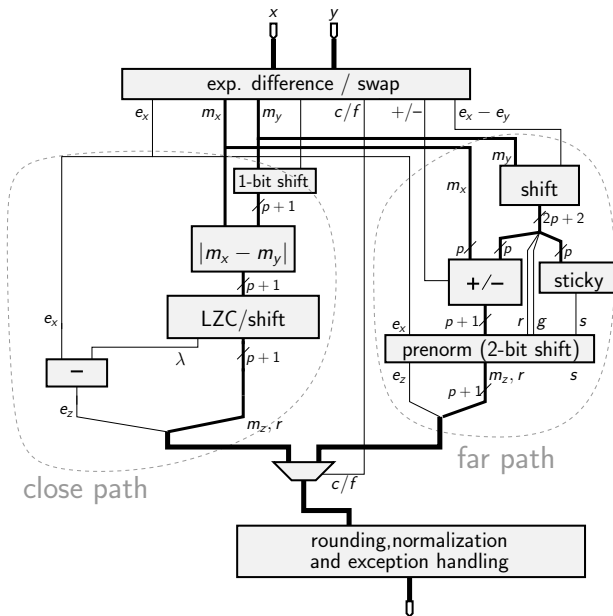 x y
exp. difference / swap
e_x m_x m_y c/f +/− e_x − e_y
m_y
1-bit shift m_x shift
p + 1 2p + 2
|m_x − m_y| p p p
+/− sticky
p + 1
LZC/shift
e_x p + 1 e_x p + 1 r g s
λ p + 1 prenorm (2-bit shift)
− e_z m_z, r s
p + 1
e_z m_z, r
far path
close path c/f
rounding,normalization
and exception handling